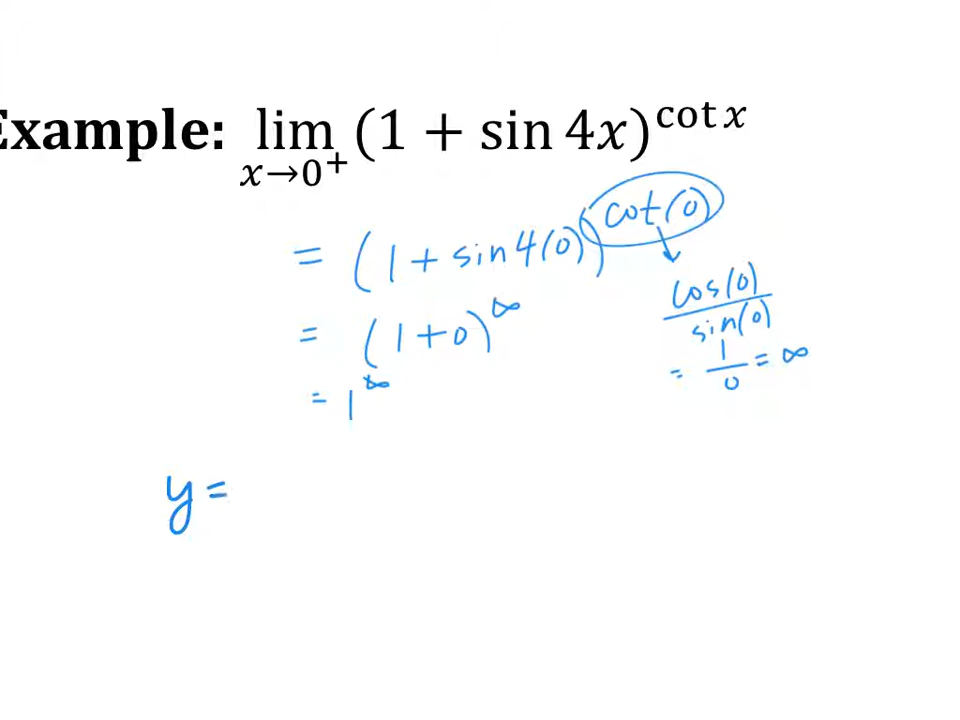 Example: lim (1 + sin 4x)^cot x
x→0⁺
= (1 + sin 4(0))^cot(0)
cos(0)
sin(0)
= (1+0)^∞
= 1/0 = ∞
= 1^∞
y =